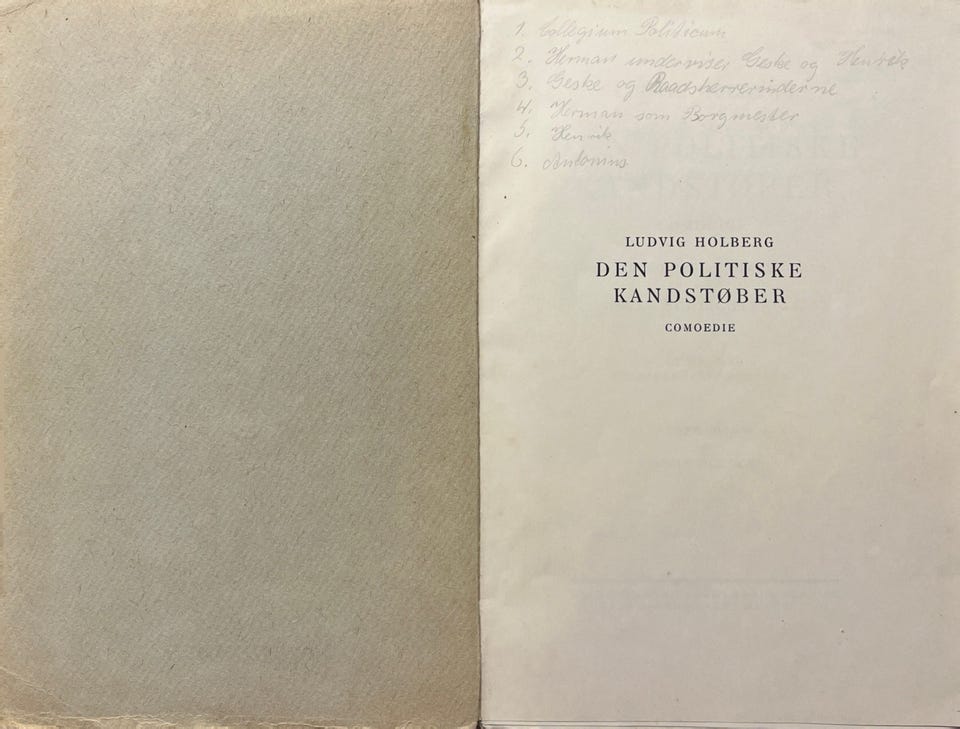 1. Collegium Politicum
2. Herman underviser Geske og Henrik
3. Geske og Raadsherrerinderne
4. Herman som Borgmester
5. Henrik
6. Antonius
LUDVIG HOLBERG
DEN POLITISKE
KANDSTØBER
COMOEDIE